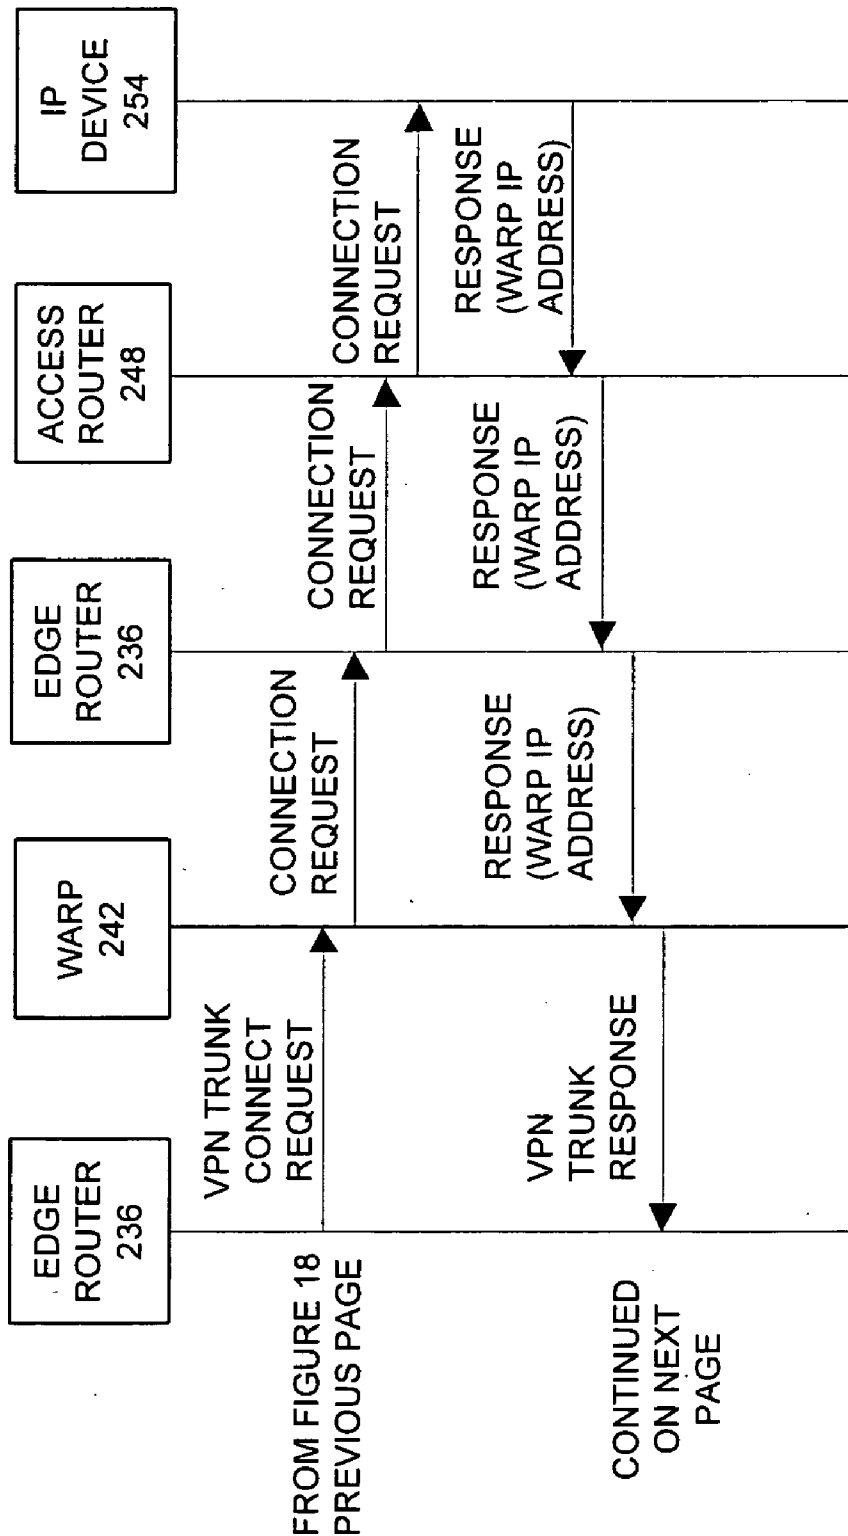 EDGE
ROUTER
236
WARP
242
EDGE
ROUTER
236
ACCESS
ROUTER
248
IP
DEVICE
254
FROM FIGURE 18
PREVIOUS PAGE
VPN TRUNK
CONNECT
REQUEST
CONNECTION
REQUEST
CONNECTION
REQUEST
CONNECTION
REQUEST
CONTINUED
ON NEXT
PAGE
VPN
TRUNK
RESPONSE
RESPONSE
(WARP IP
ADDRESS)
RESPONSE
(WARP IP
ADDRESS)
RESPONSE
(WARP IP
ADDRESS)